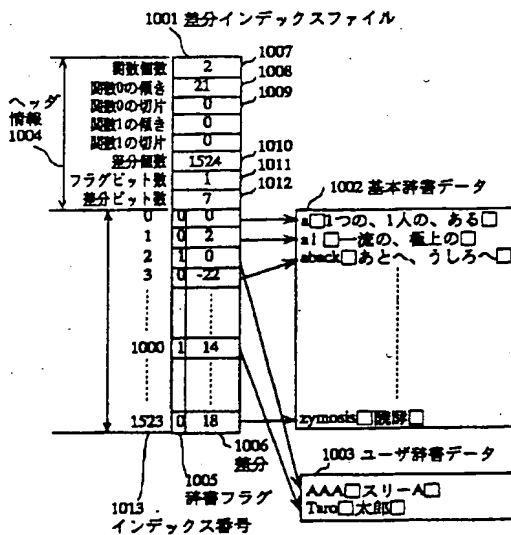 1001 差分インデックスファイル
ヘッダ情報 1004
関数個数 2 1007
関数0の傾き 21 1008
関数0の切片 0 1009
関数1の傾き 0
関数1の切片 0
差分個数 1524 1010
フラグビット数 1 1011
差分ビット数 7 1012
0 0 0
1 0 2
2 1 0
3 0 -22
1000 1 14
1523 0 18
1002 基本辞書データ
a□1つの、1人の、ある□
a1 □一流の、極上の□
aback□あとへ、うしろへ□
zymosis□醗酵□
1003 ユーザ辞書データ
AAA□スリーA□
Taro□太郎□
1006
差分
1005
辞書フラグ
1013
インデックス番号